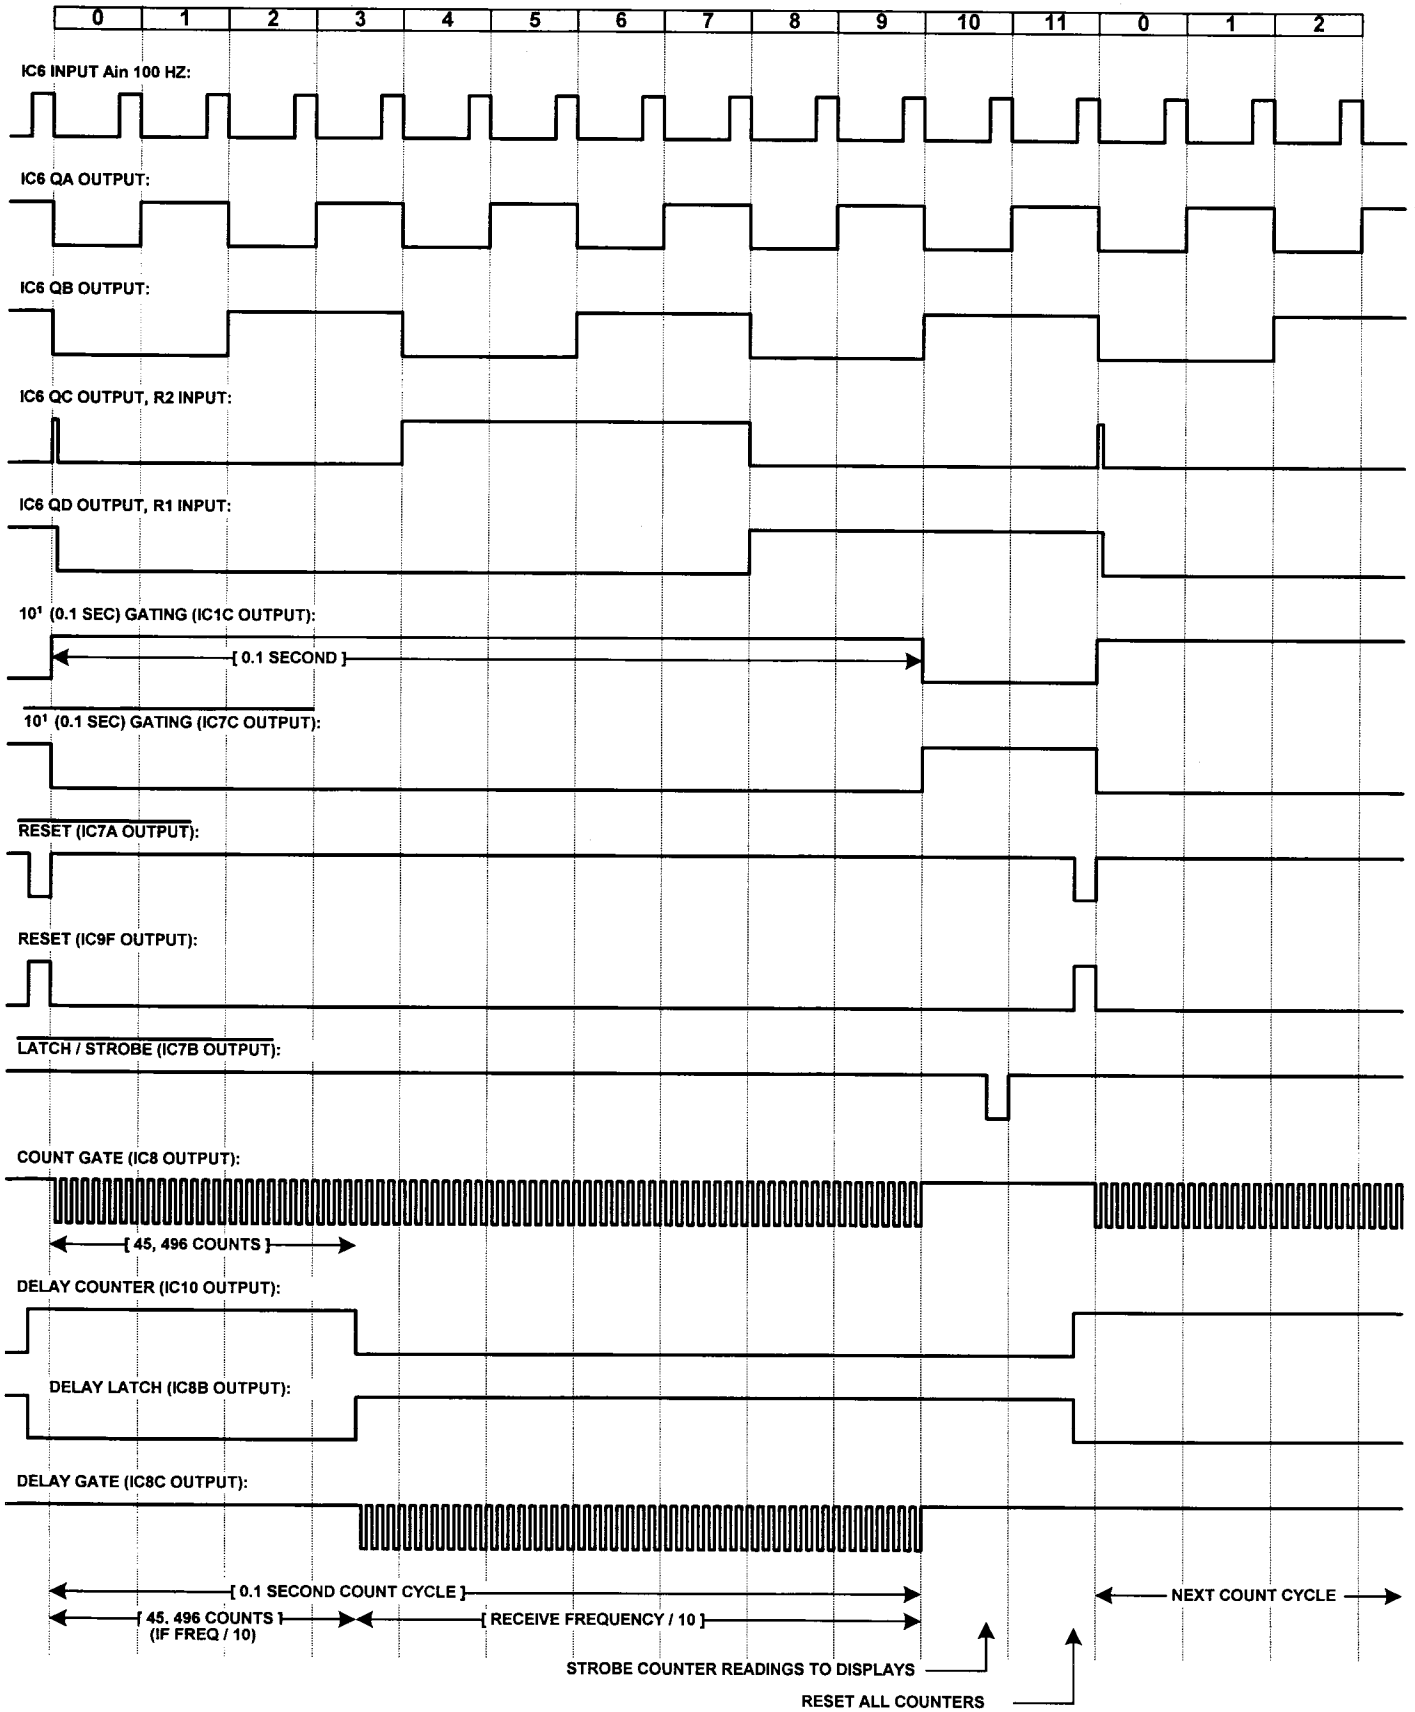 0 1 2 3 4 5 6 7 8 9 10 11 0 1 2
IC6 INPUT Ain 100 HZ:
IC6 QA OUTPUT:
IC6 QB OUTPUT:
IC6 QC OUTPUT, R2 INPUT:
IC6 QD OUTPUT, R1 INPUT:
10¹ (0.1 SEC) GATING (IC1C OUTPUT):
[ 0.1 SECOND ]
10¹ (0.1 SEC) GATING (IC7C OUTPUT):
RESET (IC7A OUTPUT):
RESET (IC9F OUTPUT):
LATCH / STROBE (IC7B OUTPUT):
COUNT GATE (IC8 OUTPUT):
[ 45, 496 COUNTS ]
DELAY COUNTER (IC10 OUTPUT):
DELAY LATCH (IC8B OUTPUT):
DELAY GATE (IC8C OUTPUT):
[ 0.1 SECOND COUNT CYCLE ] NEXT COUNT CYCLE
[ 45, 496 COUNTS ] [ RECEIVE FREQUENCY / 10 ]
(IF FREQ / 10)
STROBE COUNTER READINGS TO DISPLAYS
RESET ALL COUNTERS